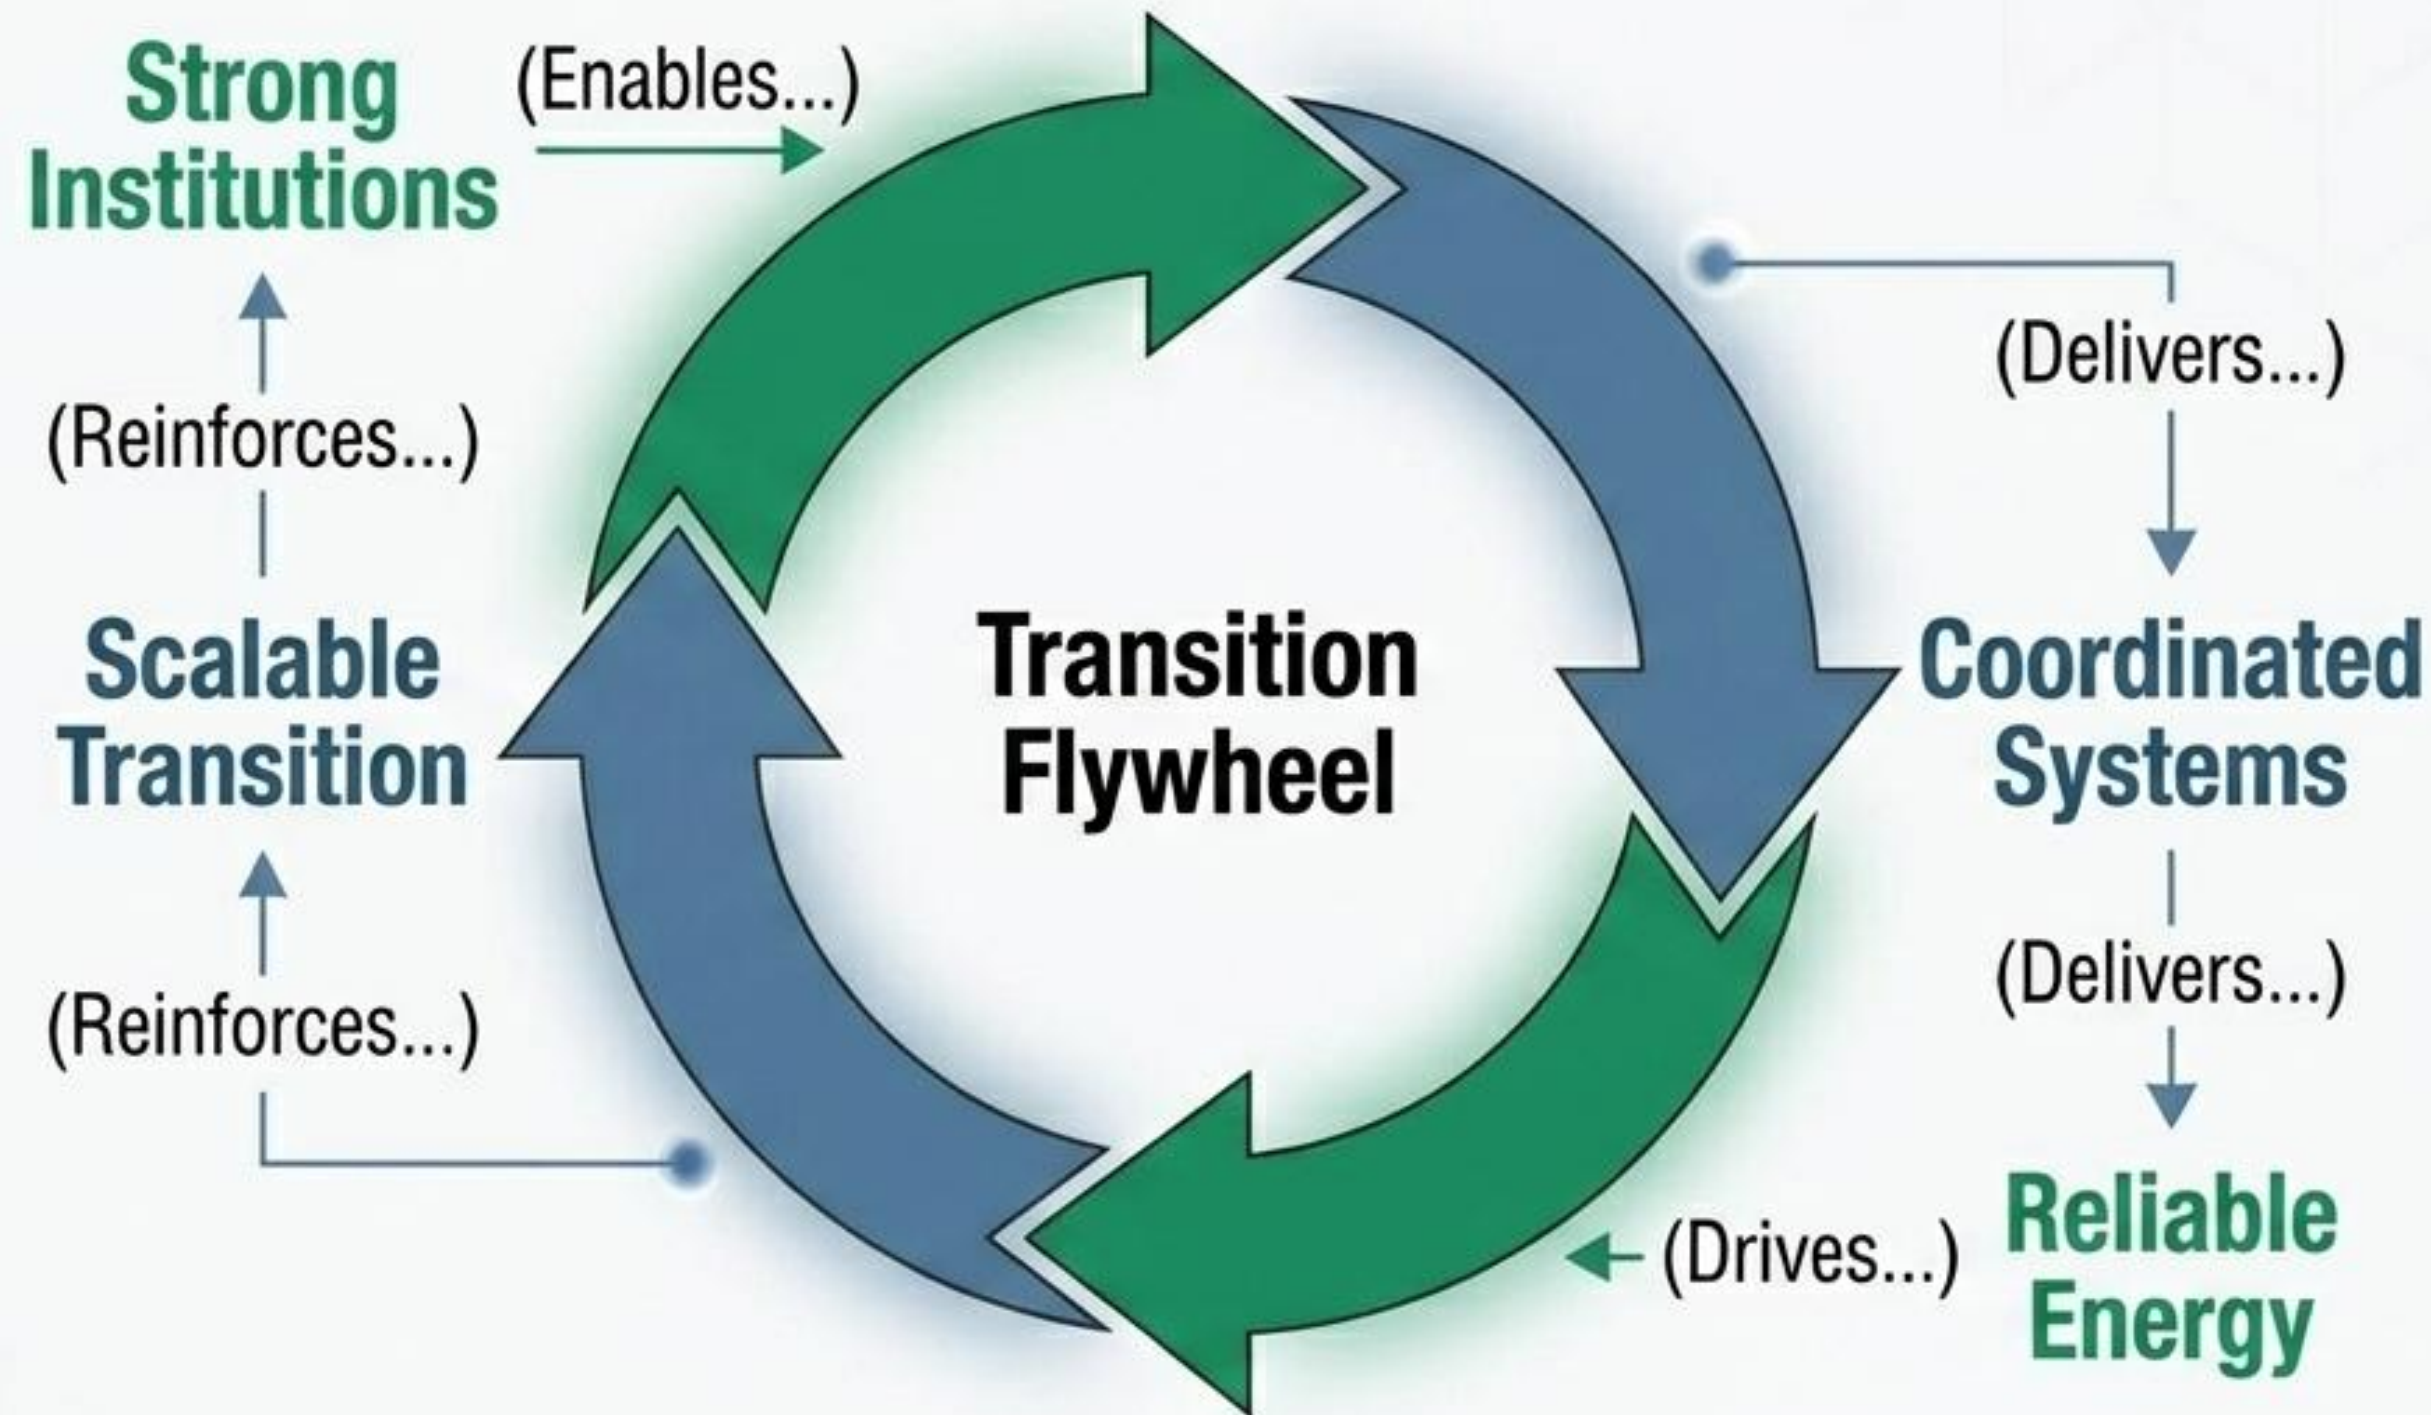 Strong
Institutions
(Enables...)
(Delivers...)
(Reinforces...)
Transition
Flywheel
Scalable
Transition
Coordinated
Systems
(Delivers...)
(Reinforces...)
(Drives...)
Reliable
Energy